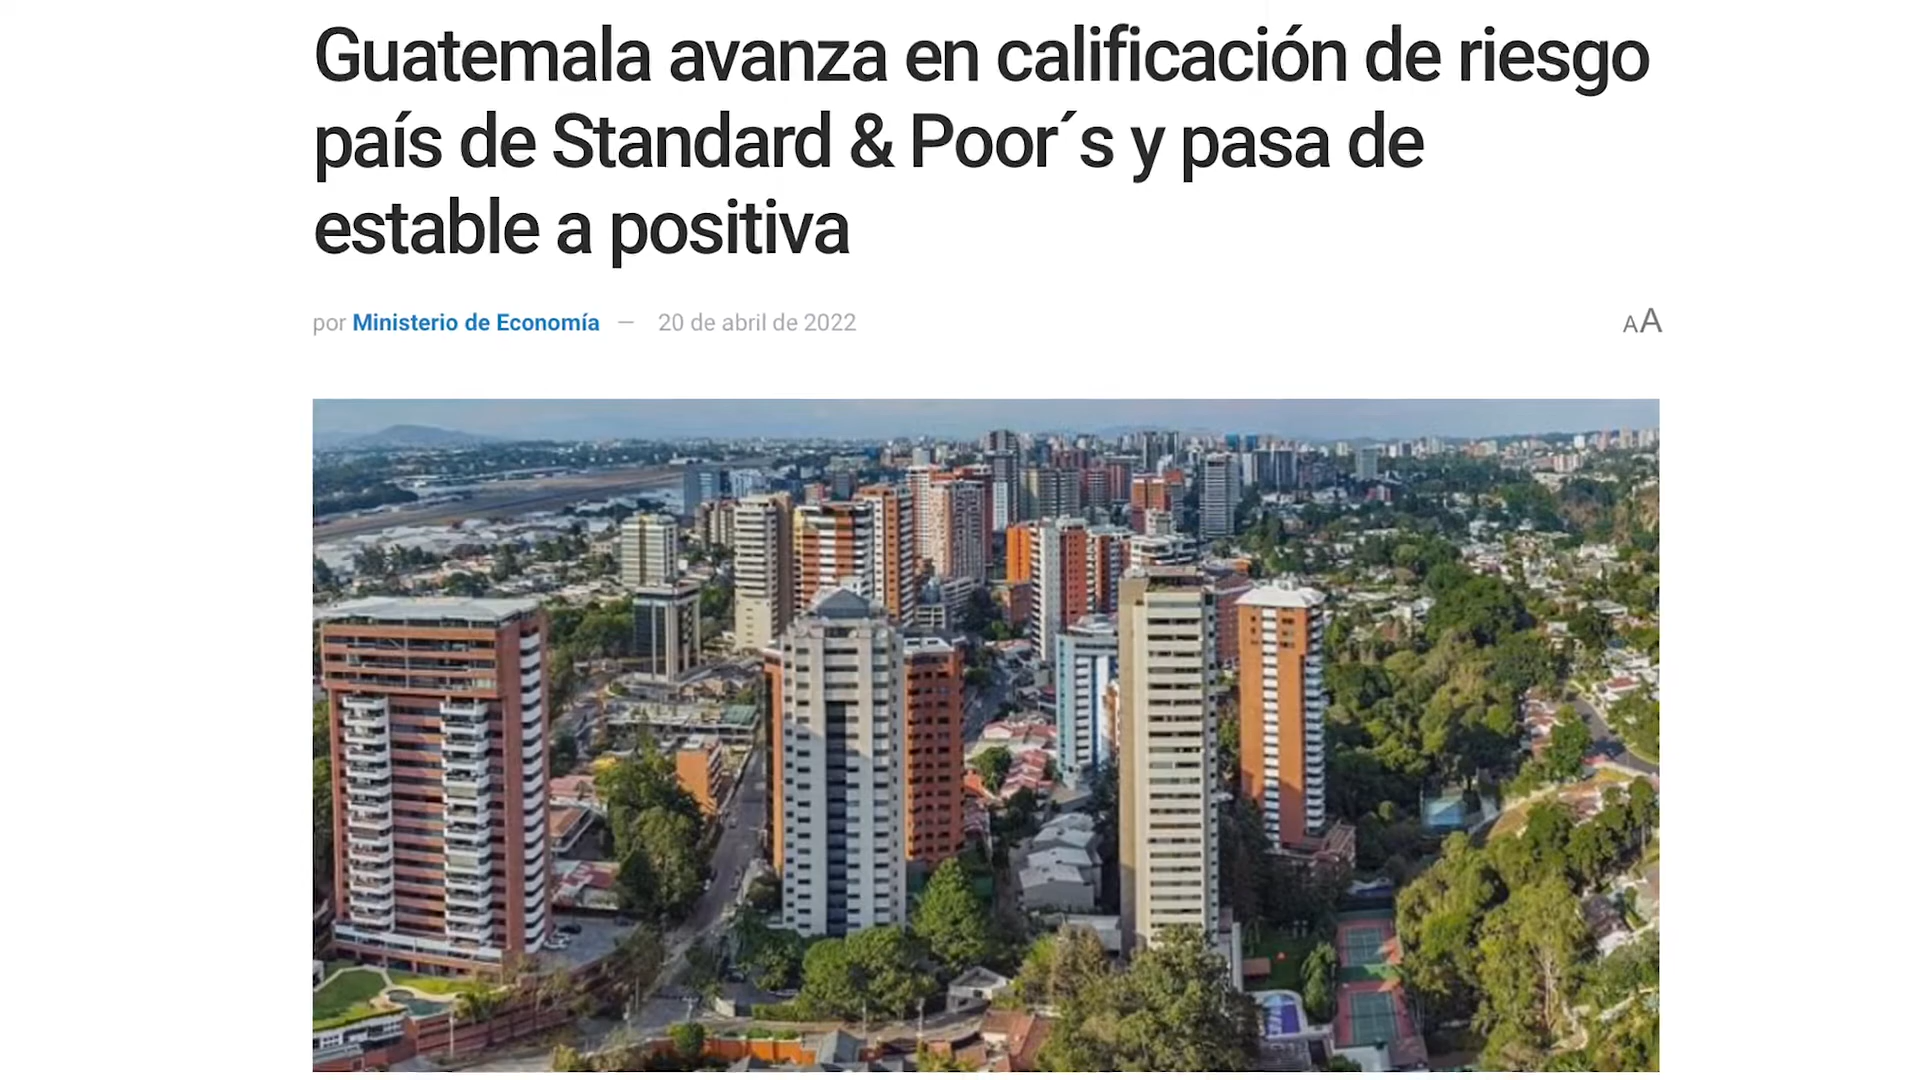 Guatemala avanza en calificación de riesgo
país de Standard & Poor´s y pasa de
estable a positiva
por Ministerio de Economía — 20 de abril de 2022
AA